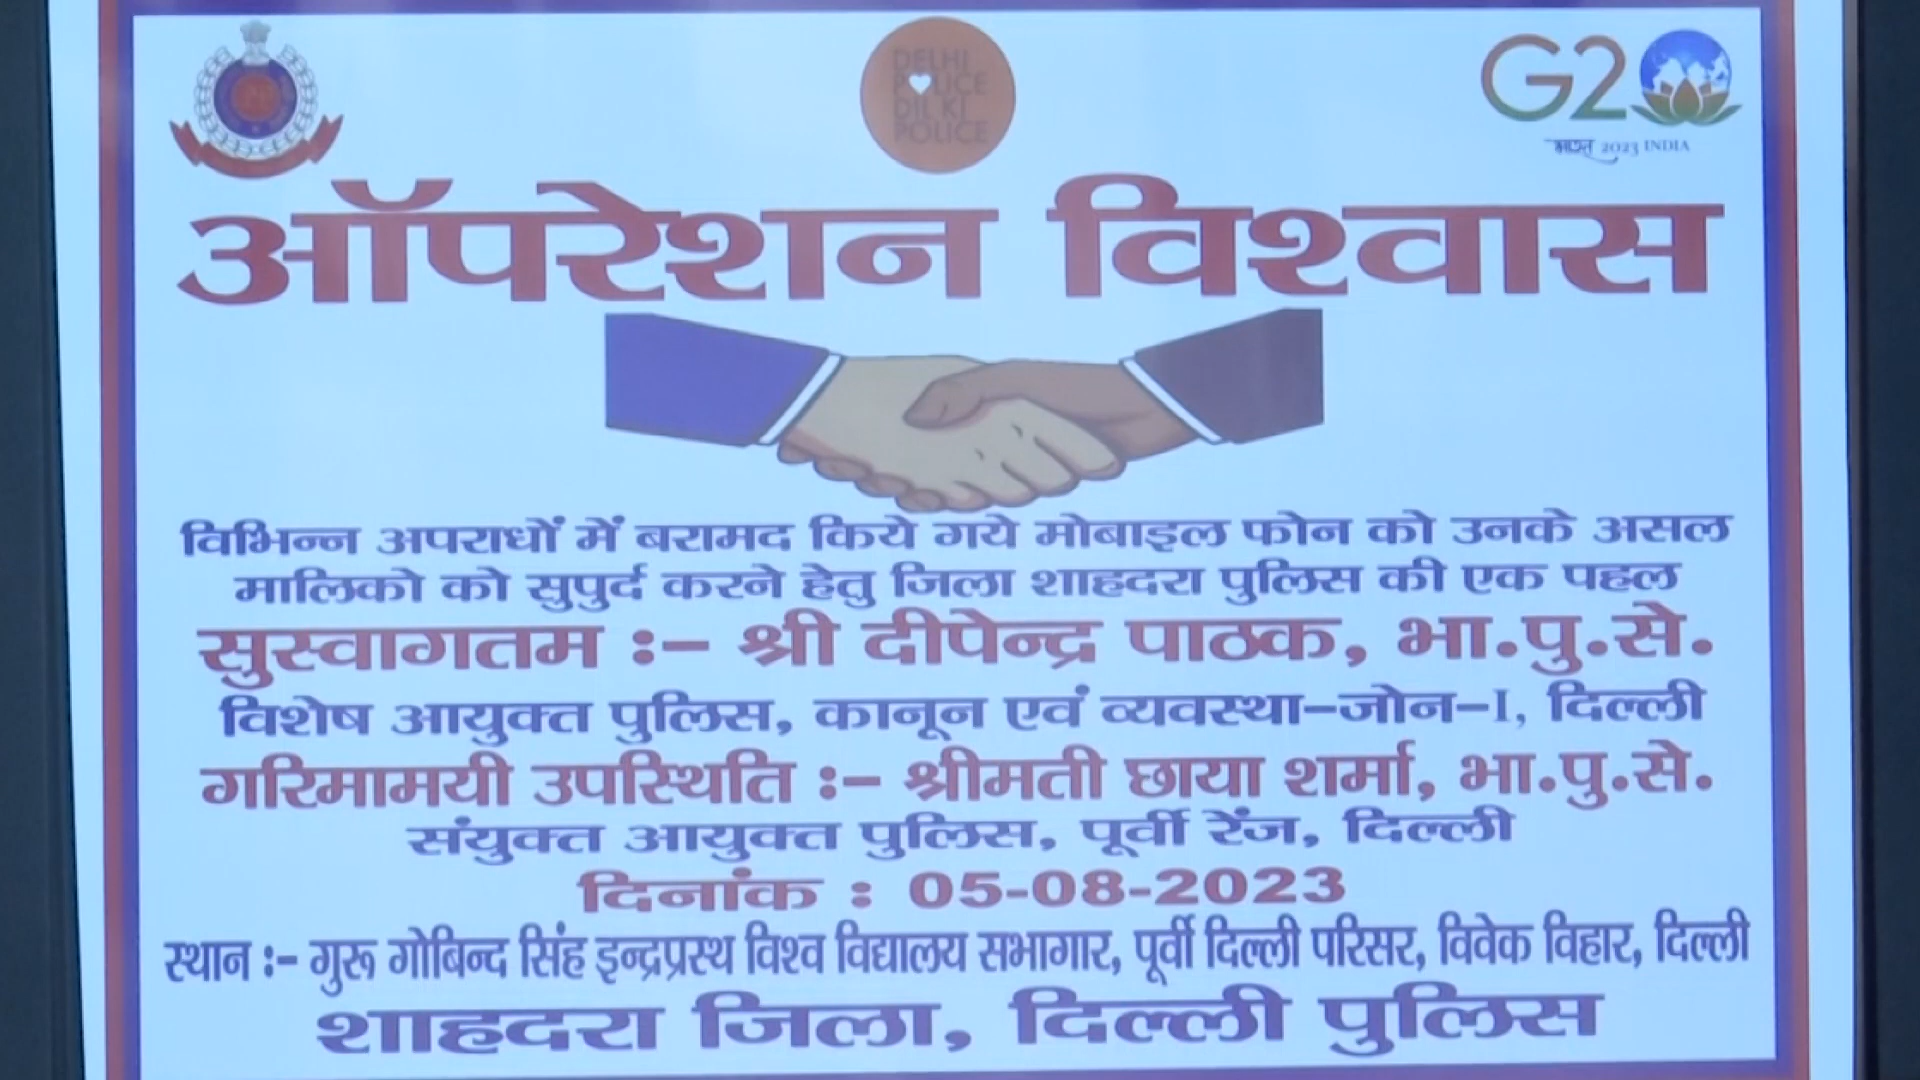 DELHI
POLICE
DIL KI
POLICE
G20
भारत 2023 INDIA
ऑपरेशन विश्वास
विभिन्न अपराधों में बरामद किये गये मोबाइल फोन को उनके असल
मालिको को सुपुर्द करने हेतु जिला शाहदरा पुलिस की एक पहल
सुस्वागतम :- श्री दीपेन्द्र पाठक, भा.पु.से.
विशेष आयुक्त पुलिस, कानून एवं व्यवस्था-जोन-I, दिल्ली
गरिमामयी उपस्थिति :- श्रीमती छाया शर्मा, भा.पु.से.
संयुक्त आयुक्त पुलिस, पूर्वी रेंज, दिल्ली
दिनांक : 05-08-2023
स्थान :- गुरू गोबिन्द सिंह इन्द्रप्रस्थ विश्व विद्यालय सभागार, पूर्वी दिल्ली परिसर, विवेक विहार, दिल्ली
शाहदरा जिला, दिल्ली पुलिस